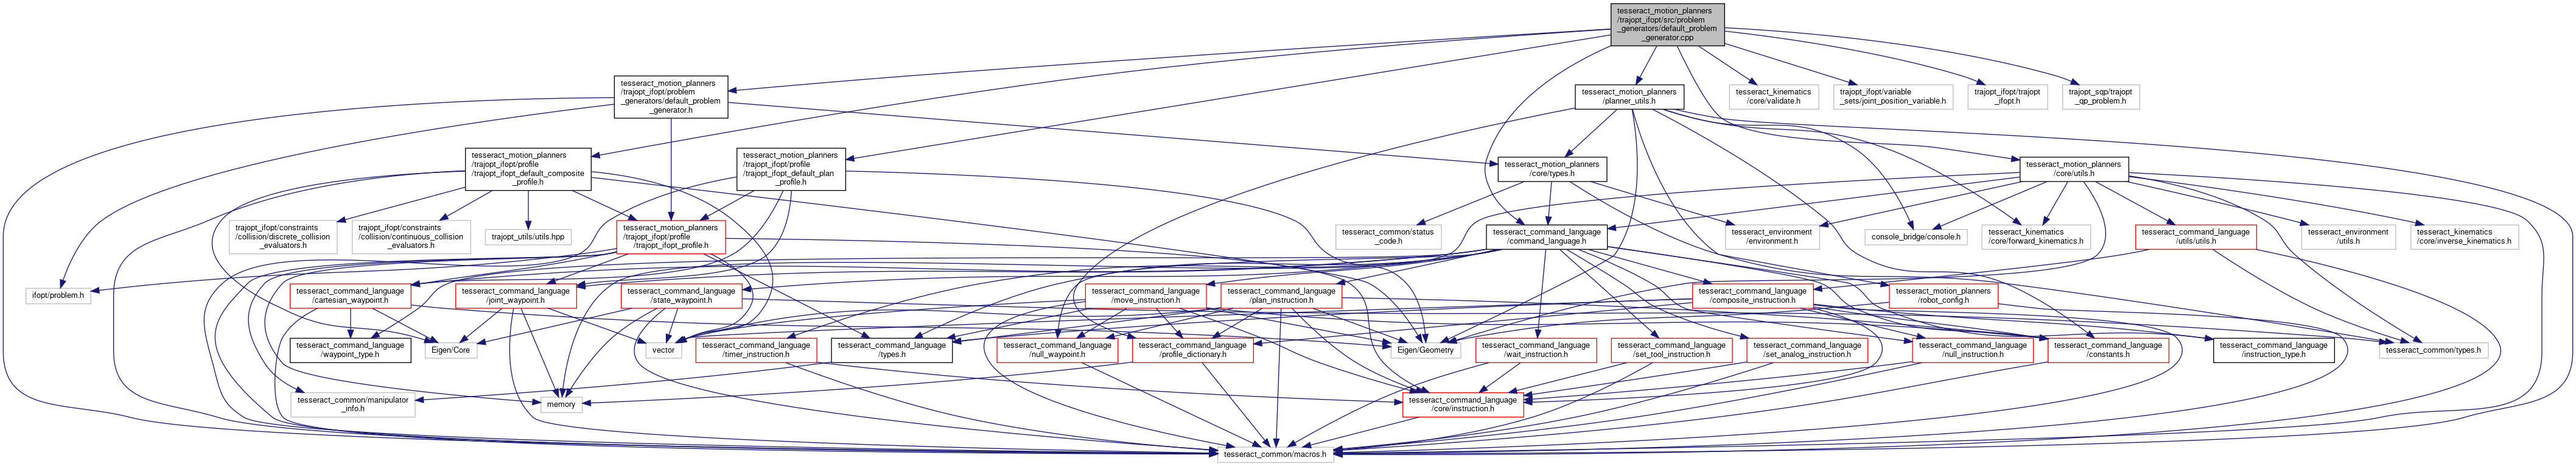 tesseract_motion_planners
/trajopt_ifopt/src/problem
_generators/default_problem
_generator.cpp
tesseract_motion_planners
/trajopt_ifopt/problem
_generators/default_problem
_generator.h
tesseract_motion_planners
/planner_utils.h
tesseract_kinematics
/core/validate.h
trajopt_ifopt/variable
_sets/joint_position_variable.h
trajopt_ifopt/trajopt
_ifopt.h
trajopt_sqp/trajopt
_qp_problem.h
tesseract_motion_planners
/trajopt_ifopt/profile
/trajopt_ifopt_default_composite
_profile.h
tesseract_motion_planners
/trajopt_ifopt/profile
/trajopt_ifopt_default_plan
_profile.h
tesseract_motion_planners
/core/types.h
tesseract_motion_planners
/core/utils.h
trajopt_ifopt/constraints
/collision/discrete_collision
_evaluators.h
trajopt_ifopt/constraints
/collision/continuous_collision
_evaluators.h
trajopt_utils/utils.hpp
tesseract_motion_planners
/trajopt_ifopt/profile
/trajopt_ifopt_profile.h
tesseract_common/status
_code.h
tesseract_command_language
/command_language.h
tesseract_environment
/environment.h
console_bridge/console.h
tesseract_kinematics
/core/forward_kinematics.h
tesseract_command_language
/utils/utils.h
tesseract_environment
/utils.h
tesseract_kinematics
/core/inverse_kinematics.h
ifopt/problem.h
tesseract_command_language
/cartesian_waypoint.h
tesseract_command_language
/joint_waypoint.h
tesseract_command_language
/state_waypoint.h
tesseract_command_language
/move_instruction.h
tesseract_command_language
/plan_instruction.h
tesseract_command_language
/composite_instruction.h
tesseract_motion_planners
/robot_config.h
tesseract_command_language
/waypoint_type.h
Eigen/Core
vector
tesseract_command_language
/timer_instruction.h
tesseract_command_language
/types.h
tesseract_command_language
/null_waypoint.h
tesseract_command_language
/profile_dictionary.h
Eigen/Geometry
tesseract_command_language
/wait_instruction.h
tesseract_command_language
/set_tool_instruction.h
tesseract_command_language
/set_analog_instruction.h
tesseract_command_language
/null_instruction.h
tesseract_command_language
/constants.h
tesseract_command_language
/instruction_type.h
tesseract_common/types.h
tesseract_common/manipulator
_info.h
memory
tesseract_command_language
/core/instruction.h
tesseract_common/macros.h